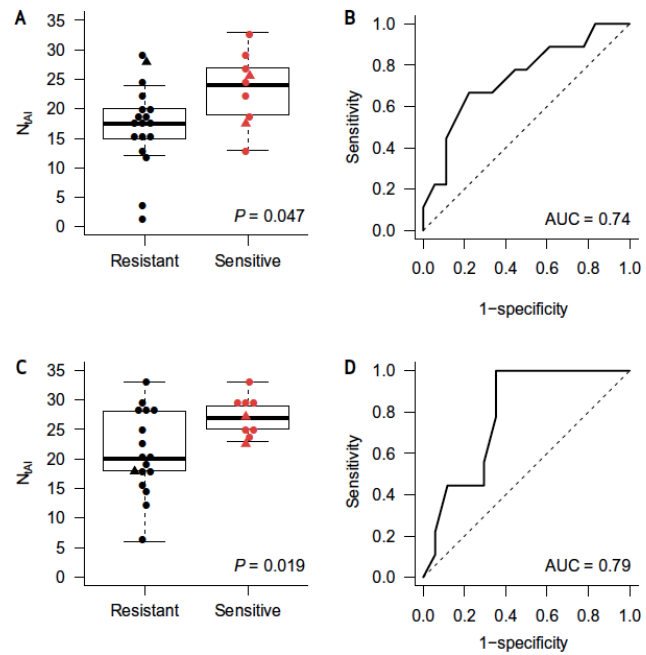 A
35
30
25
20
15
10
5
0
NtAI
P = 0.047
Resistant Sensitive
B
1.0
0.8
0.6
0.4
0.2
0.0
Sensitivity
AUC = 0.74
0.0 0.2 0.4 0.6 0.8 1.0
1−specificity
C
35
30
25
20
15
10
5
0
NtAI
P = 0.019
Resistant Sensitive
D
1.0
0.8
0.6
0.4
0.2
0.0
Sensitivity
AUC = 0.79
0.0 0.2 0.4 0.6 0.8 1.0
1−specificity